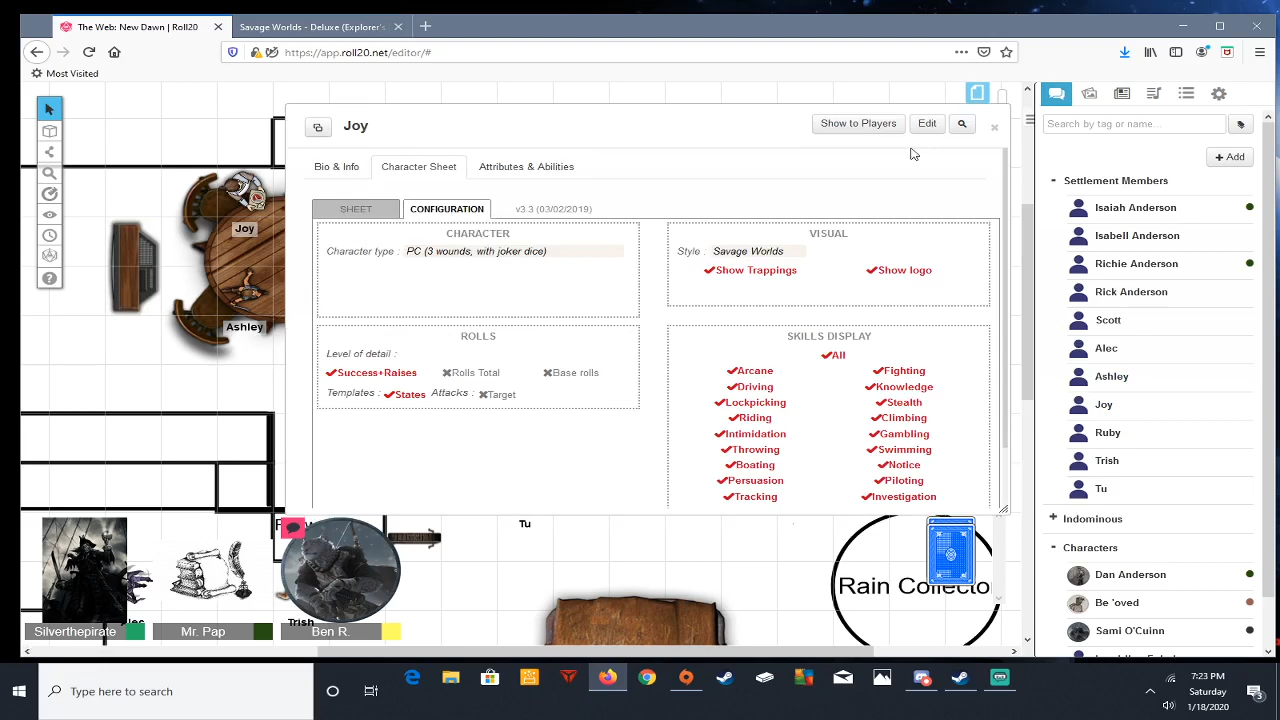 The Web: New Dawn | Roll20
Savage Worlds - Deluxe (Explorer's
https://app.roll20.net/editor/#
Most Visited
Joy
Show to Players
Edit
Bio & Info
Character Sheet
Attributes & Abilities
SHEET
CONFIGURATION
v3.3 (03/02/2019)
CHARACTER
Character type : PC (3 wounds, with joker dice)
VISUAL
Style : Savage Worlds
Show Trappings
Show logo
ROLLS
Level of detail :
Success+Raises
Rolls Total
Base rolls
Templates : States
Attacks : Target
SKILLS DISPLAY
All
Arcane
Fighting
Driving
Knowledge
Lockpicking
Stealth
Riding
Climbing
Intimidation
Gambling
Throwing
Swimming
Boating
Notice
Persuasion
Piloting
Tracking
Investigation
Joy
Ashley
Tu
Trish
Rain Collecto
Silverthepirate
Mr. Pap
Ben R.
Search by tag or name...
+ Add
Settlement Members
Isaiah Anderson
Isabell Anderson
Richie Anderson
Rick Anderson
Scott
Alec
Ashley
Joy
Ruby
Trish
Tu
Indominous
Characters
Dan Anderson
Be 'oved
Sami O'Cuinn
Type here to search
7:23 PM
Saturday
1/18/2020
3